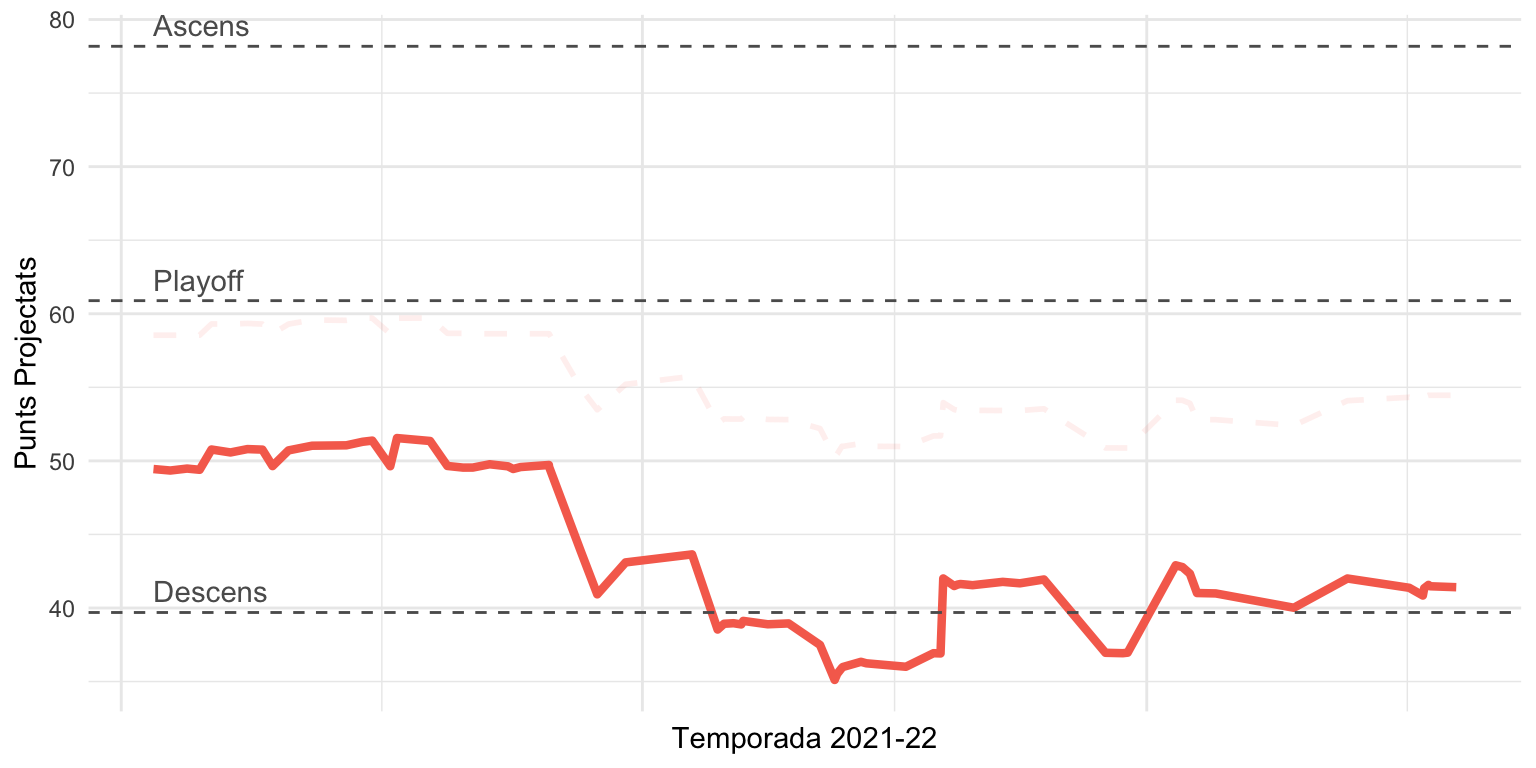 80
Ascens
70
Playoff
60
50
Descens
40
Punts Projectats
Temporada 2021-22